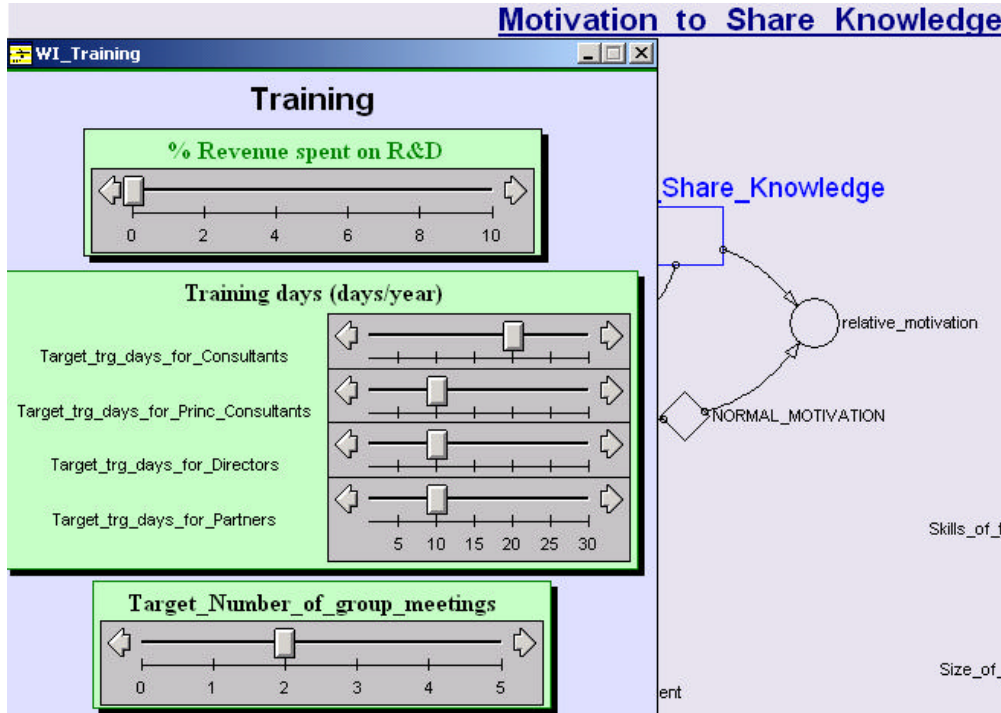 Motivation to Share Knowledge
WI_Training
Training
% Revenue spent on R&D
0 2 4 6 8 10
Training days (days/year)
Target_trg_days_for_Consultants
Target_trg_days_for_Princ_Consultants
Target_trg_days_for_Directors
Target_trg_days_for_Partners
5 10 15 20 25 30
Target_Number_of_group_meetings
0 1 2 3 4 5
_Share_Knowledge
relative_motivation
NORMAL_MOTIVATION
Skills_of_f
Size_of_
ent